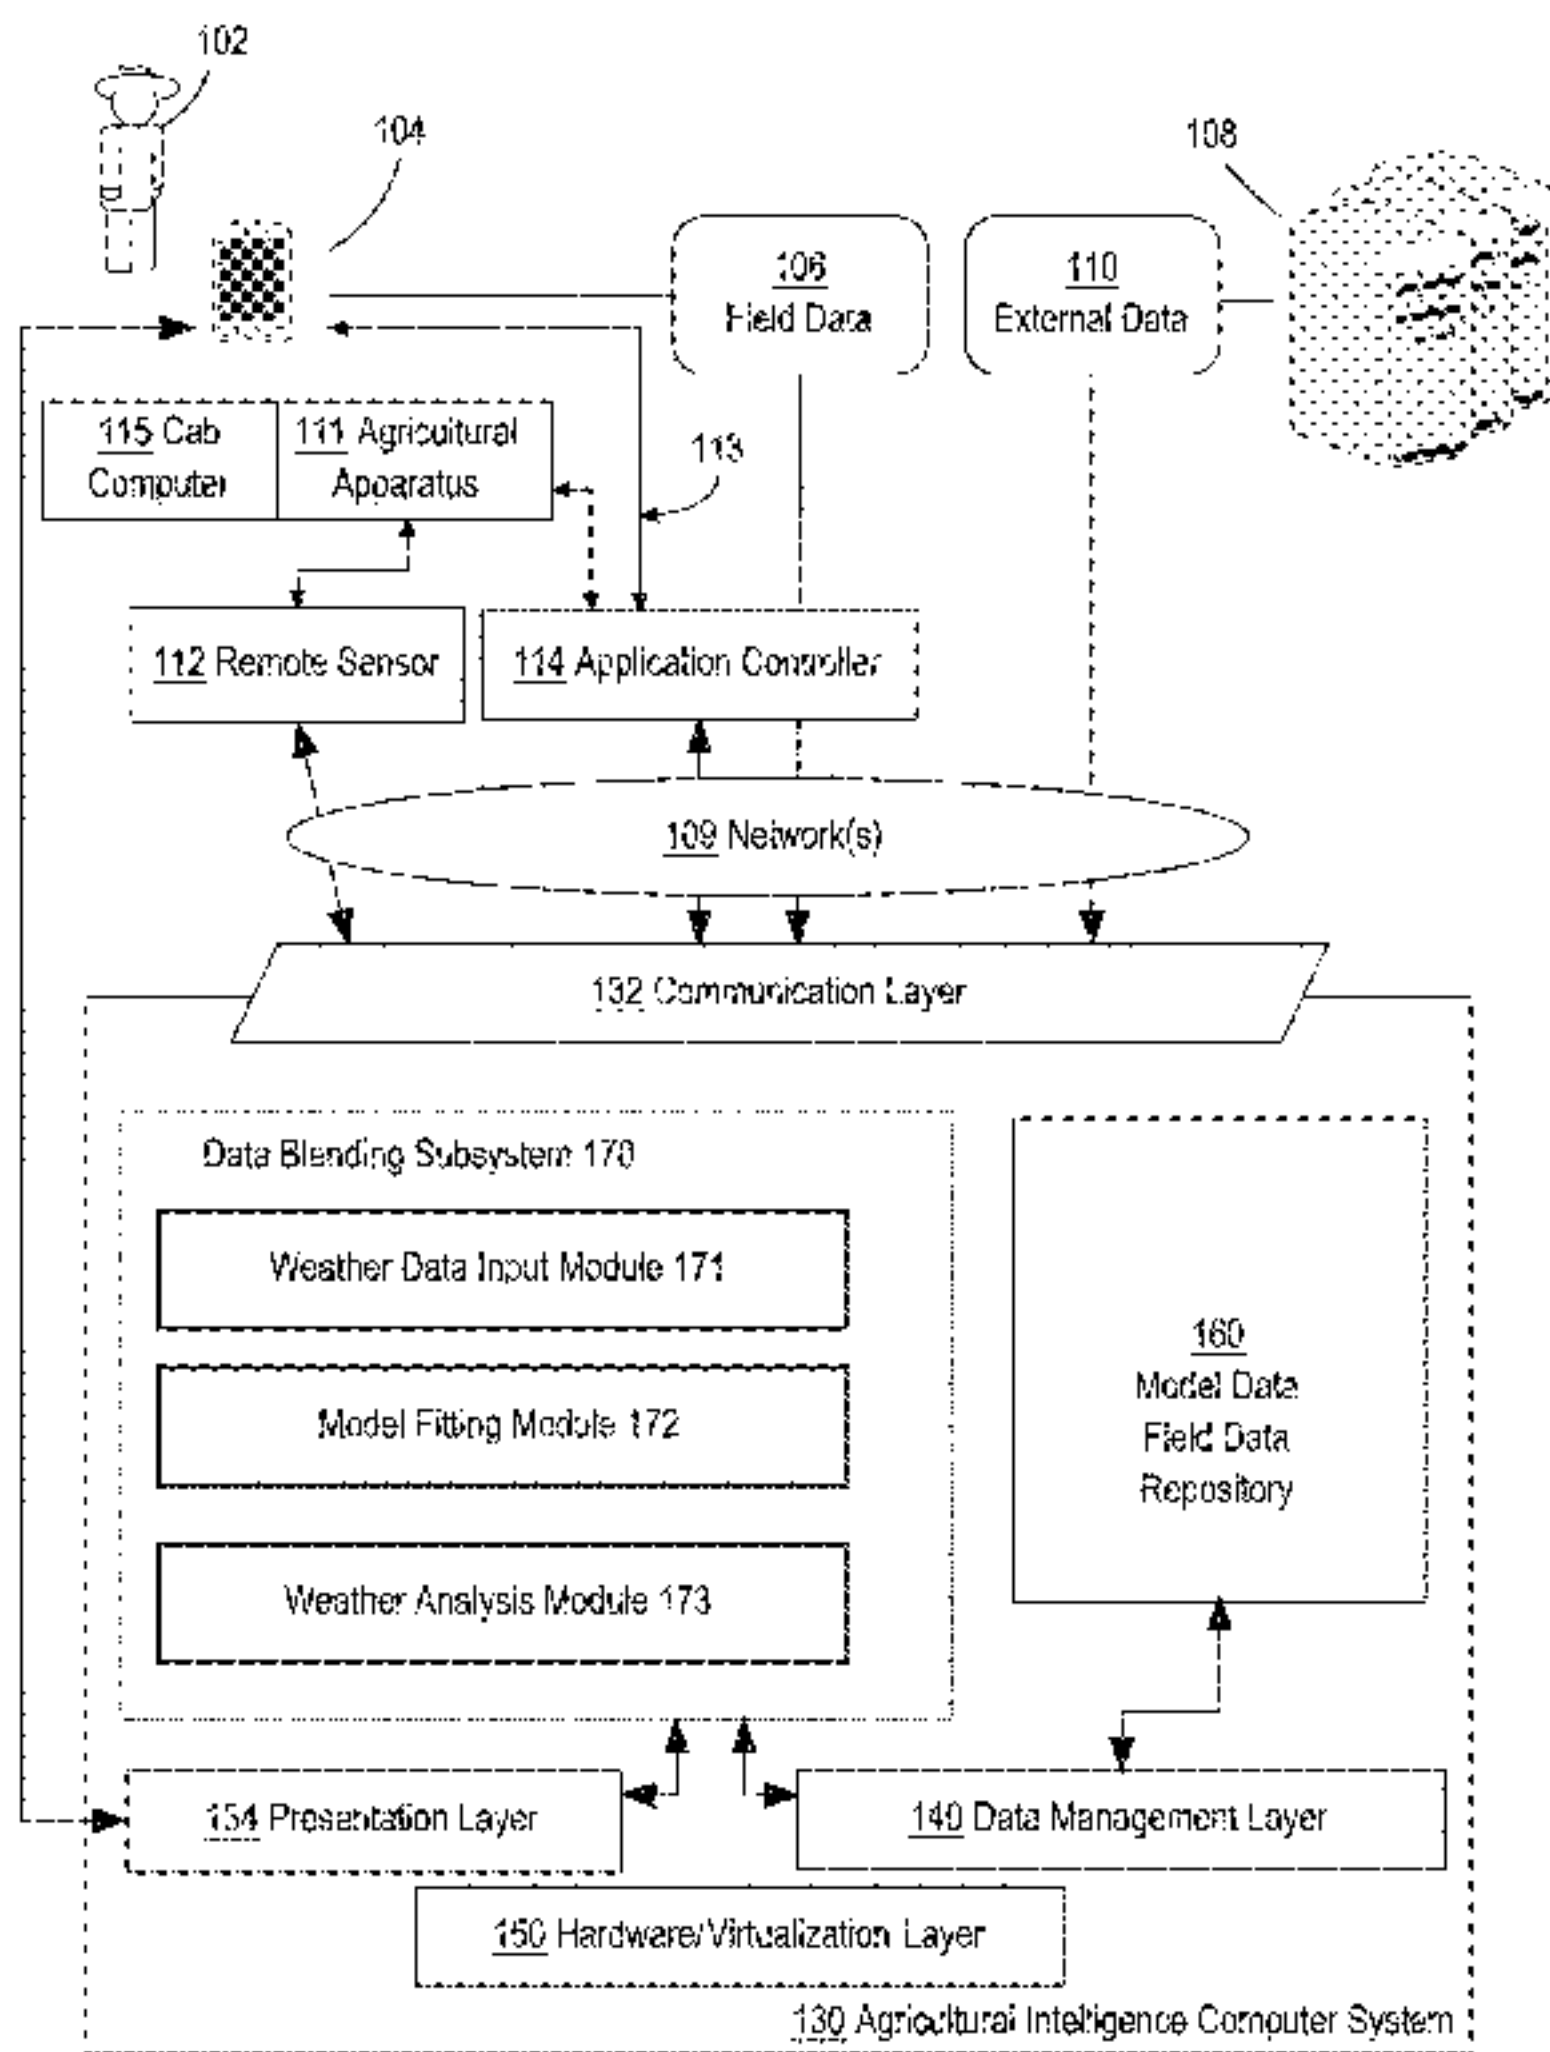 102
104
108
106
Field Data
110
External Data
115 Cab
Computer
111 Agricultural
Apparatus
113
112 Remote Sensor
114 Application Controller
109 Network(s)
132 Communication Layer
Data Blending Subsystem 170
Weather Data Input Module 171
Model Fitting Module 172
Weather Analysis Module 173
160
Model Data
Field Data
Repository
134 Presentation Layer
140 Data Management Layer
150 Hardware/Virtualization Layer
130 Agricultural Intelligence Computer System